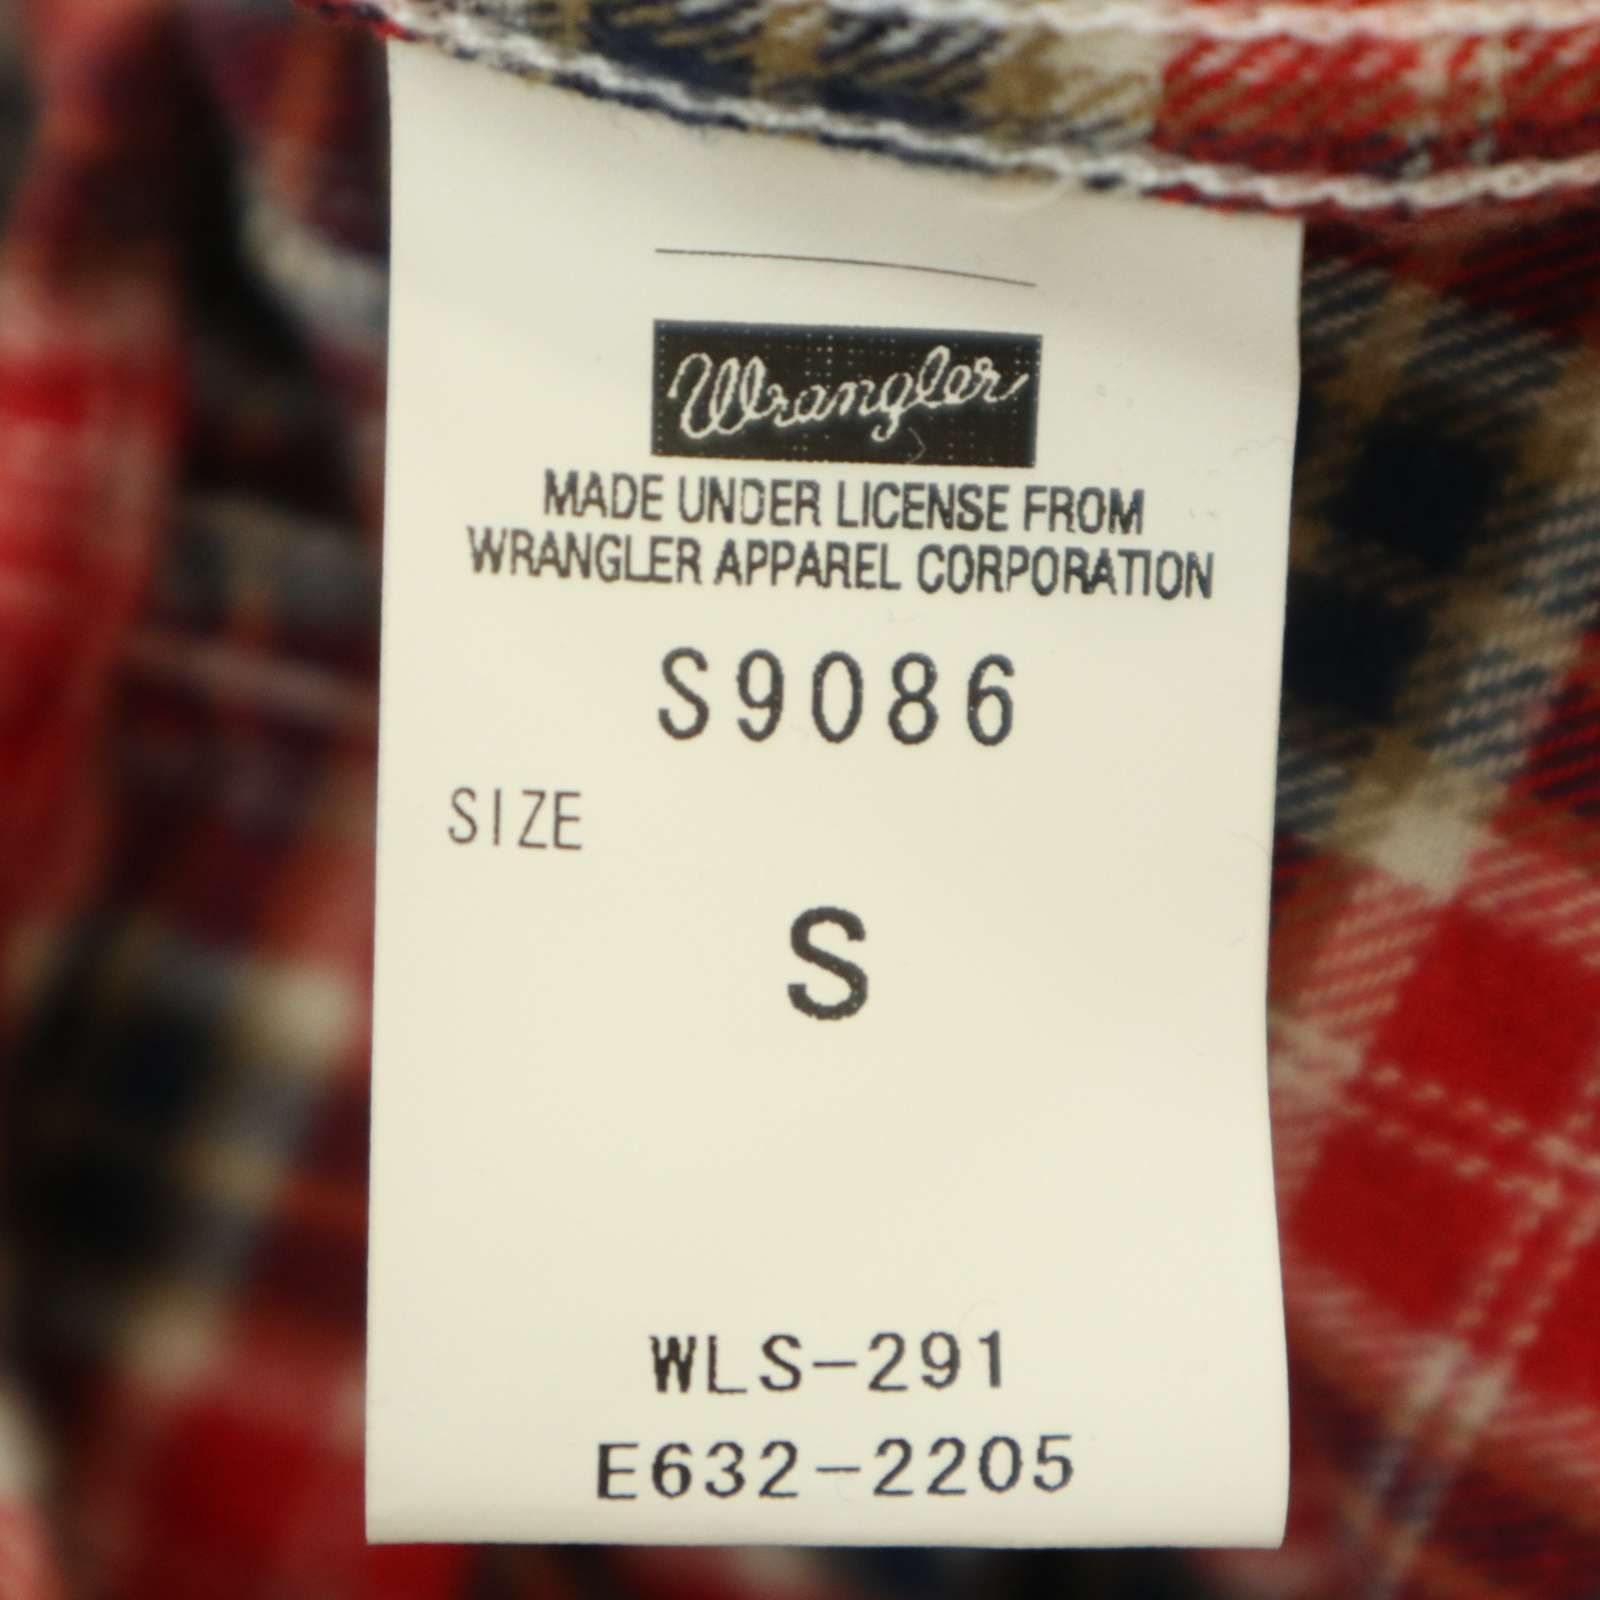 Wrangler
MADE UNDER LICENSE FROM
WRANGLER APPAREL CORPORATION
S9086
SIZE
S
WLS-291
E632-2205